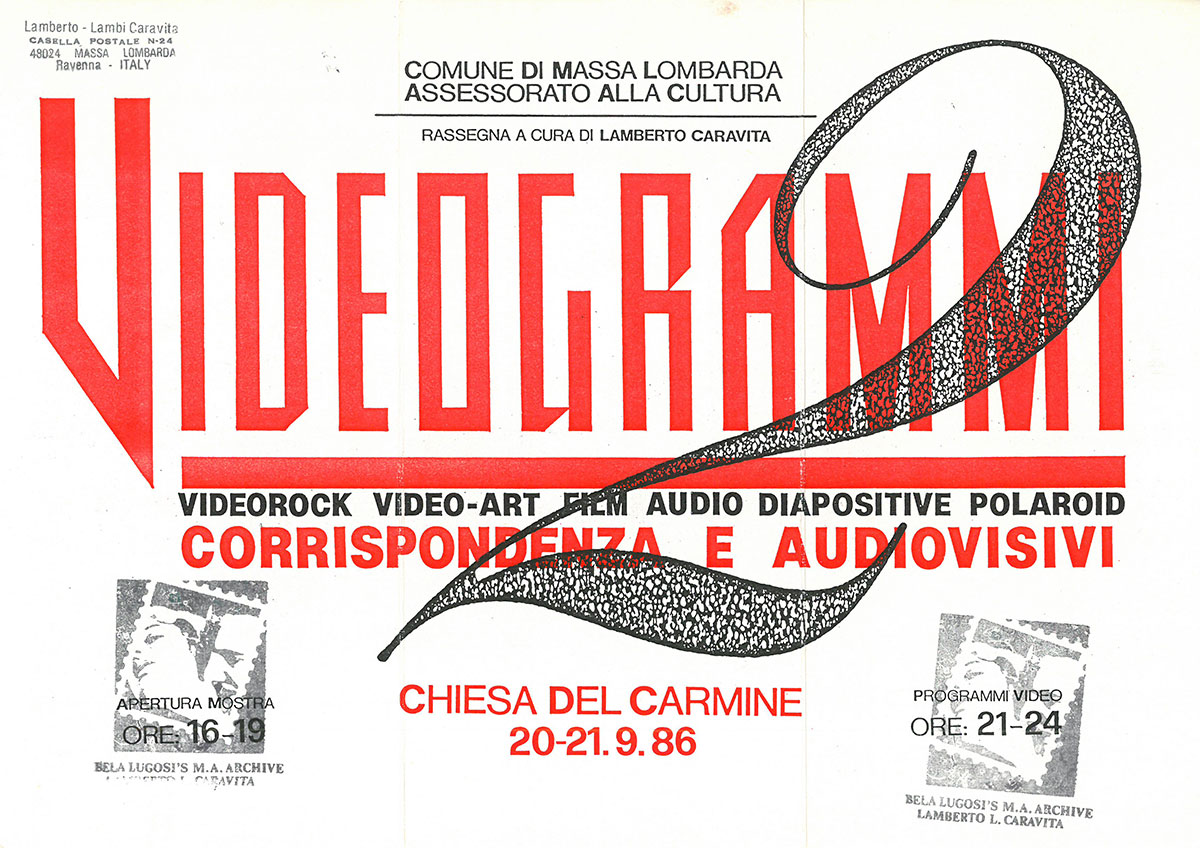 Lamberto - Lambi Caravita
CASELLA POSTALE N-24
48024 MASSA LOMBARDA
Ravenna - ITALY
COMUNE DI MASSA LOMBARDA
ASSESSORATO ALLA CULTURA
RASSEGNA A CURA DI LAMBERTO CARAVITA
VIDEOGRAMMI
2
VIDEOROCK VIDEO-ART FILM AUDIO DIAPOSITIVE POLAROID
CORRISPONDENZA E AUDIOVISIVI
APERTURA MOSTRA
ORE: 16-19
BELA LUGOSI'S M.A. ARCHIVE
LAMBERTO L. CARAVITA
CHIESA DEL CARMINE
20-21.9.86
PROGRAMMI VIDEO
ORE: 21-24
BELA LUGOSI'S M.A. ARCHIVE
LAMBERTO L. CARAVITA